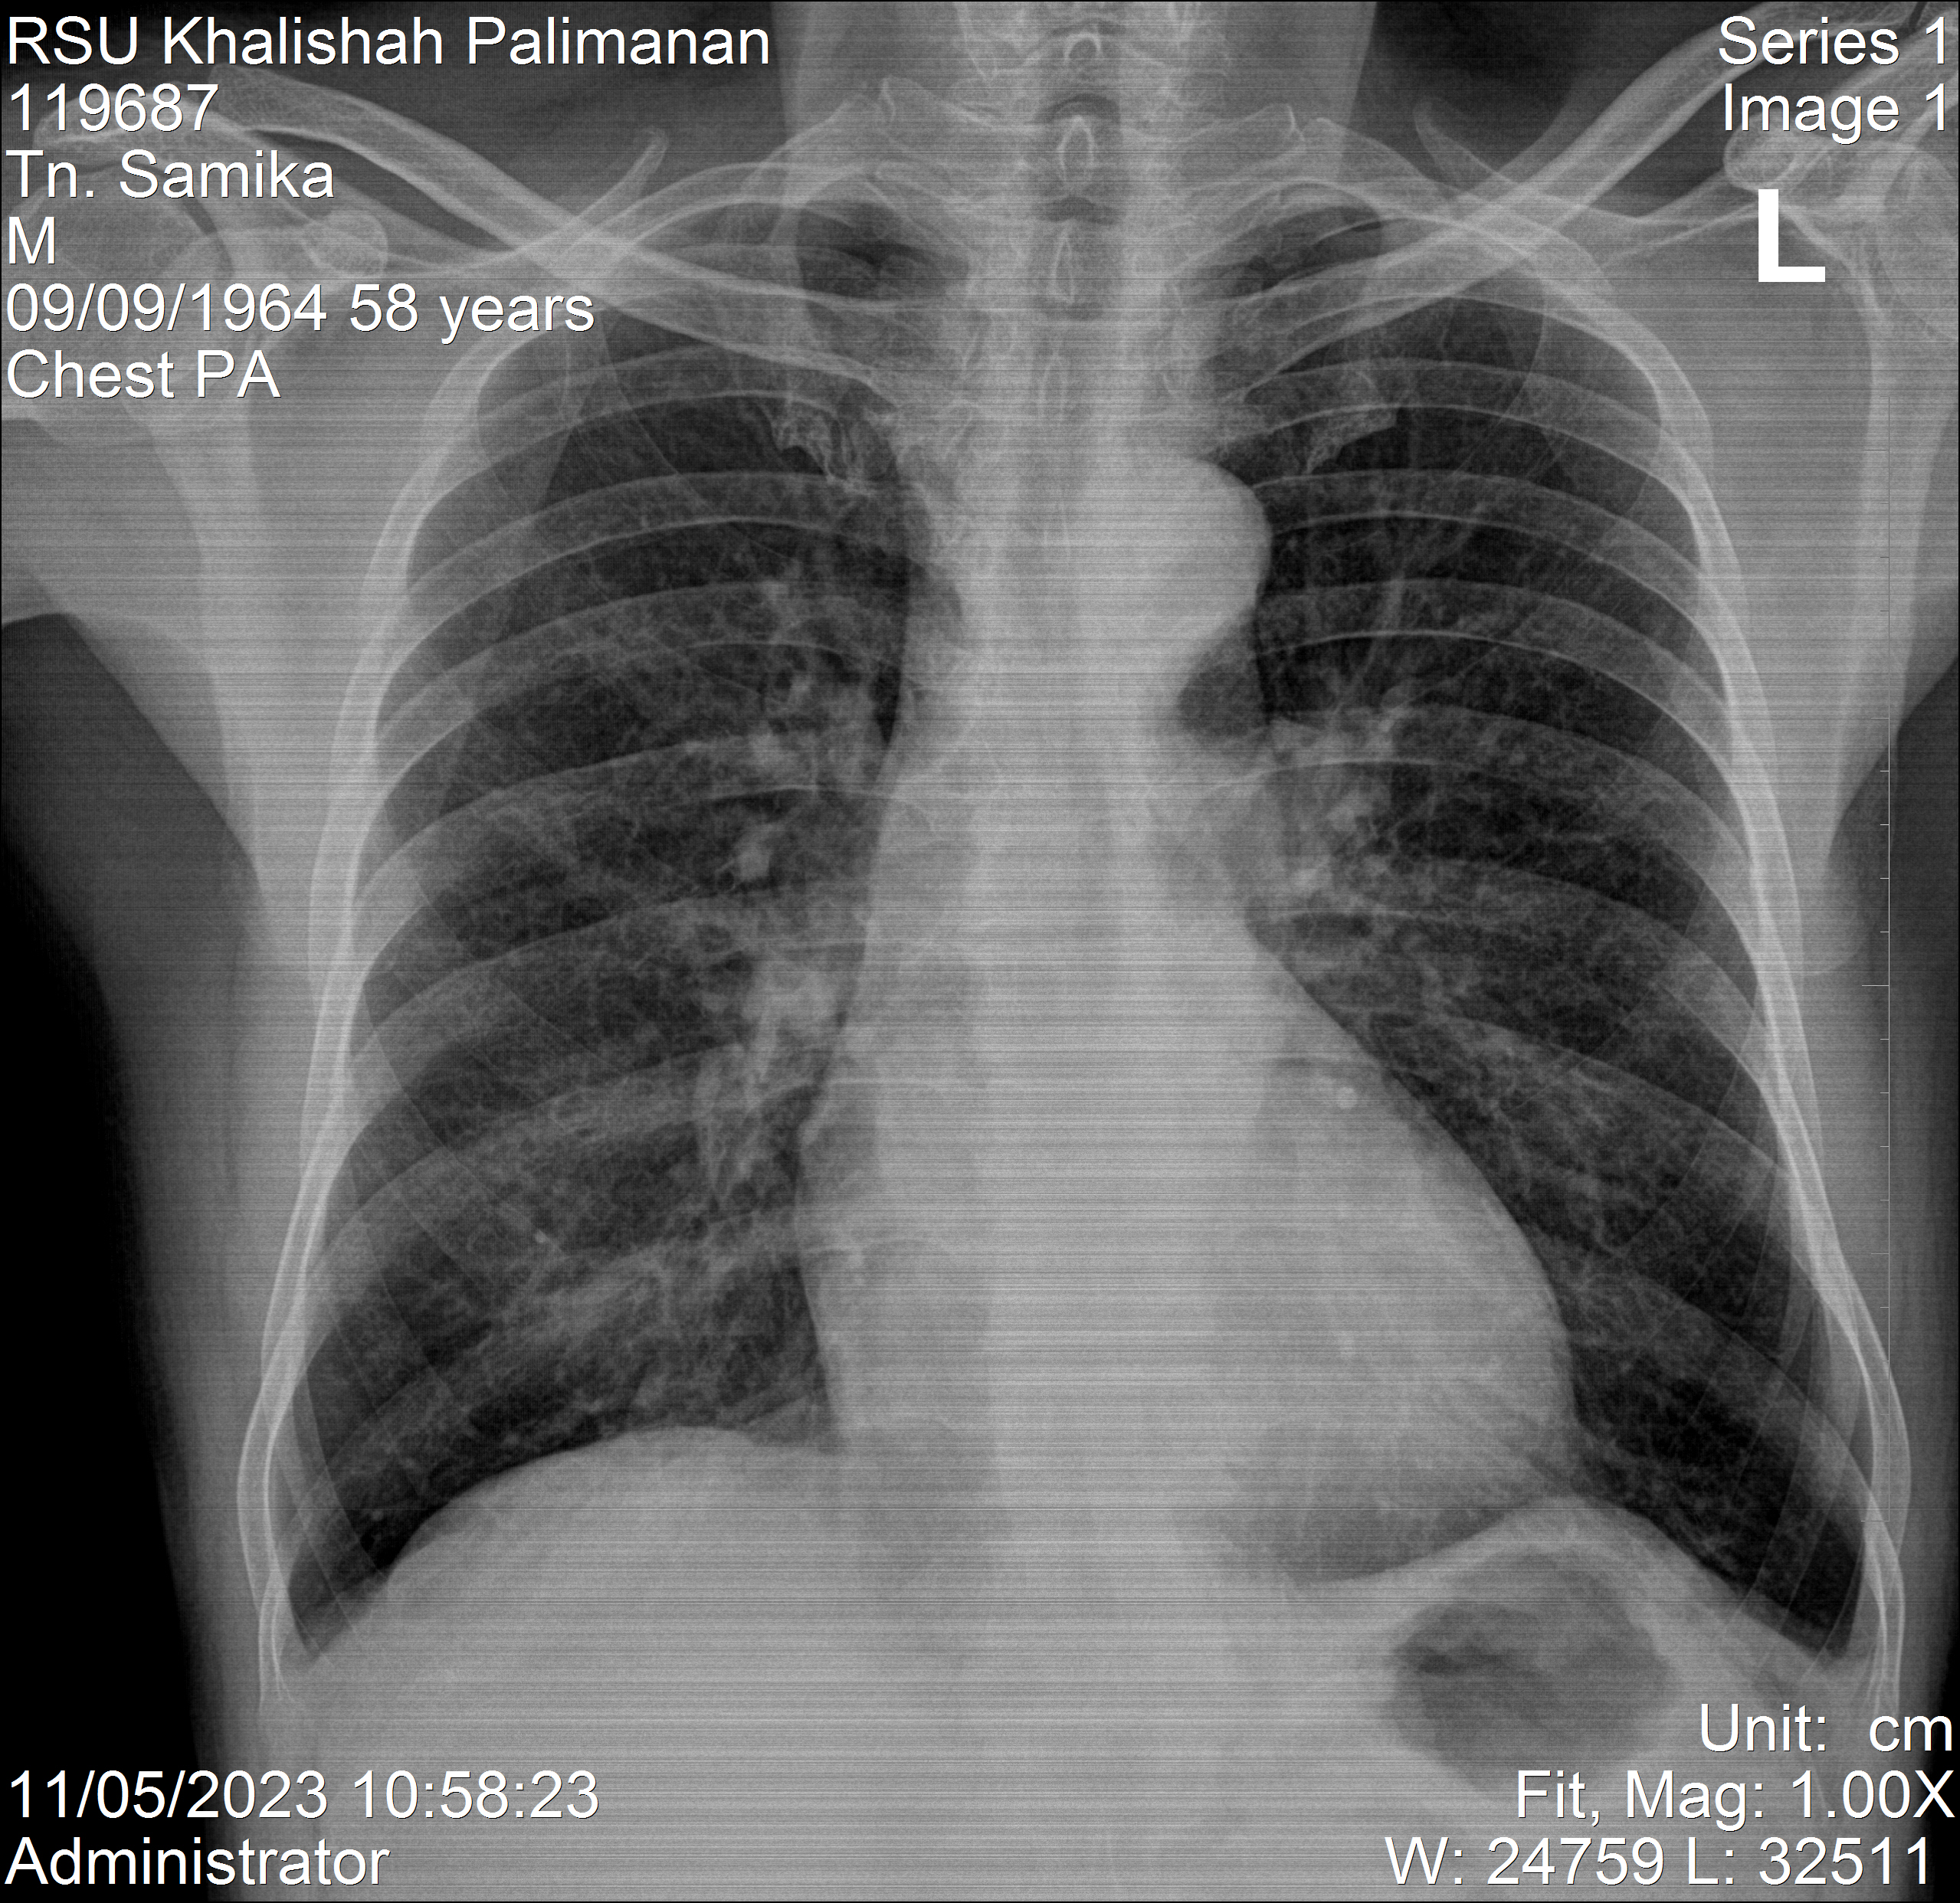 RSU Khalishah Palimanan
119687
Tn. Samika
M
09/09/1964 58 years
Chest PA
Series 1
Image 1
L
11/05/2023 10:58:23
Administrator
Unit: cm
Fit, Mag: 1.00X
W: 24759 L: 32511